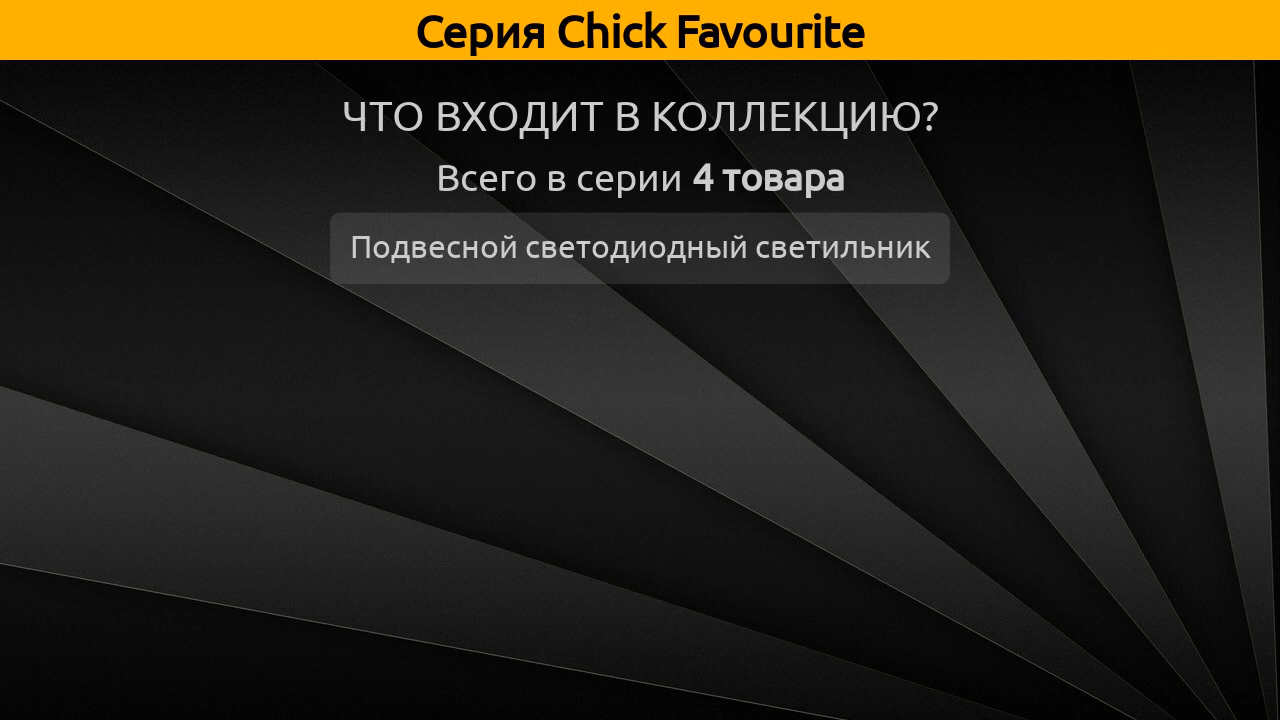 Серия Chick Favourite
ЧТО ВХОДИТ В КОЛЛЕКЦИЮ?
Всего в серии 4 товара
Подвесной светодиодный светильник